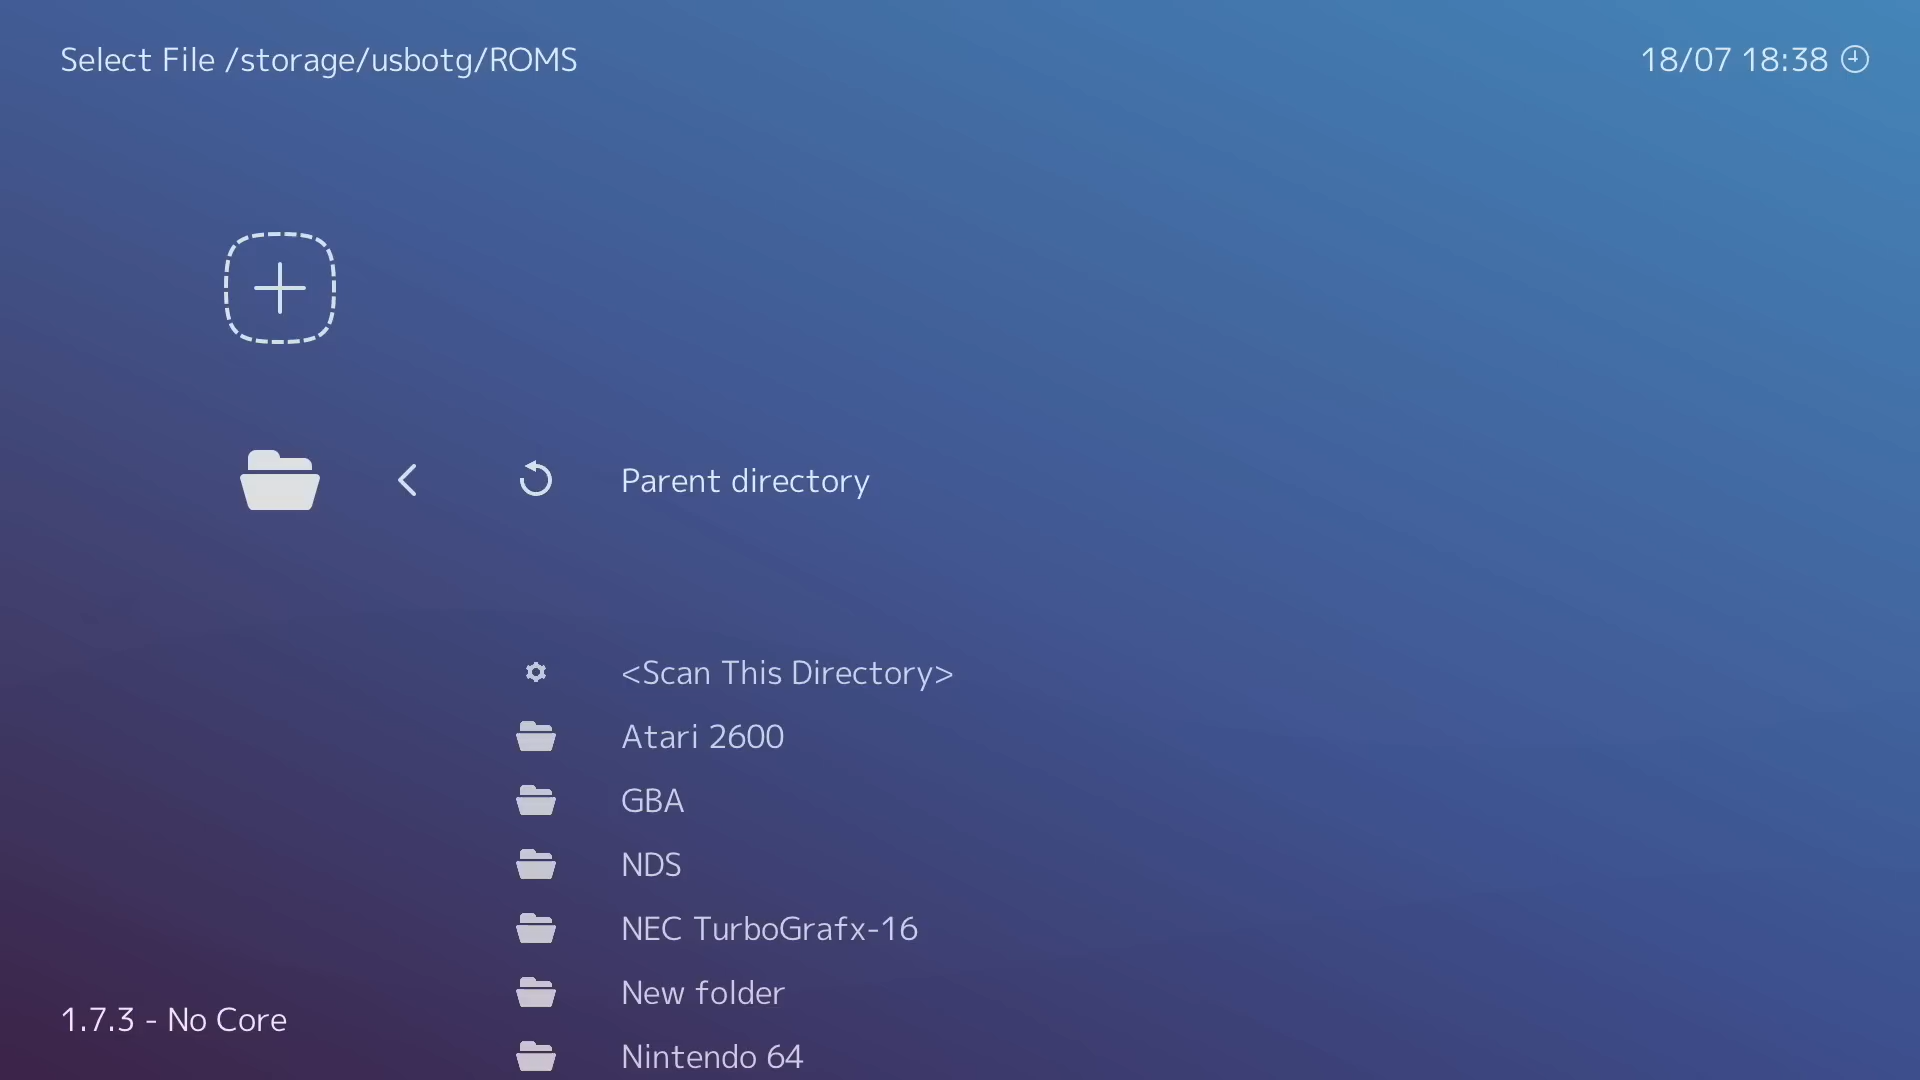 Select File /storage/usbotg/ROMS
18/07 18:38
Parent directory
<Scan This Directory>
Atari 2600
GBA
NDS
NEC TurboGrafx-16
New folder
1.7.3 - No Core
Nintendo 64